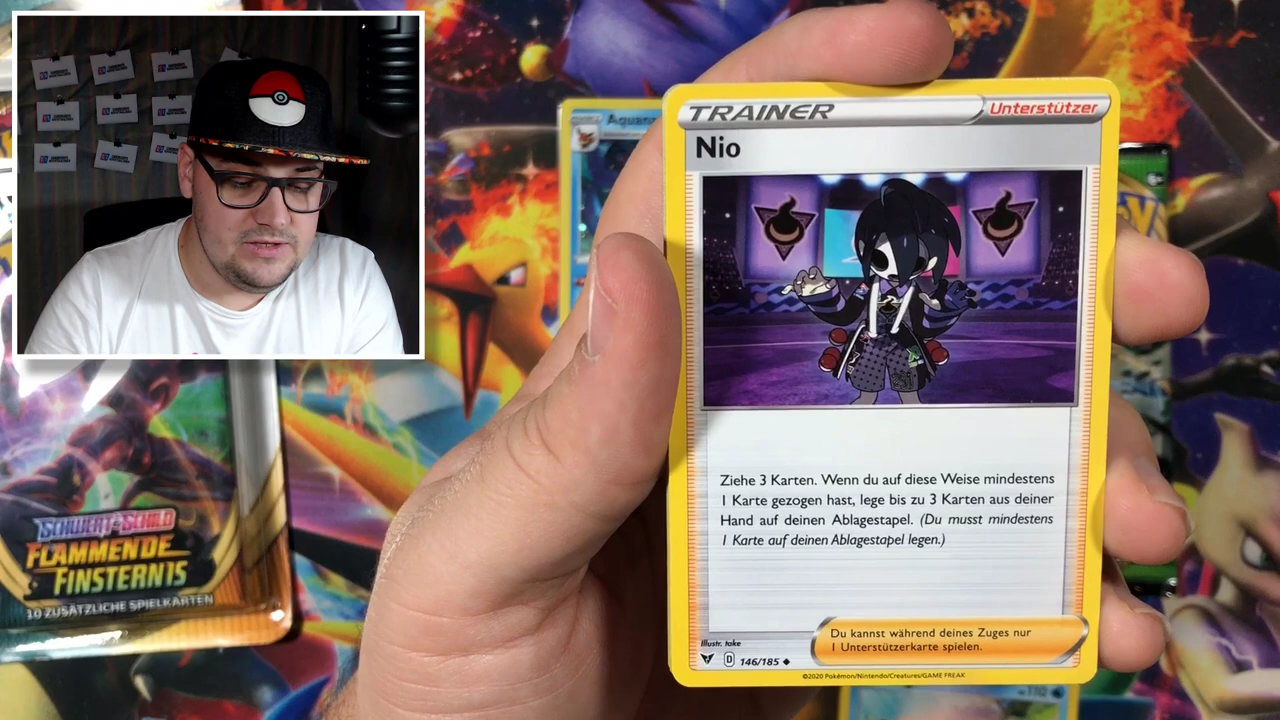 TRAINER
Unterstützer
Nio
Ziehe 3 Karten. Wenn du auf diese Weise mindestens
1 Karte gezogen hast, lege bis zu 3 Karten aus deiner
Hand auf deinen Ablagestapel. (Du musst mindestens
1 Karte auf deinen Ablagestapel legen.)
Du kannst während deines Zuges nur
1 Unterstützerkarte spielen.
Illustr. take
D 146/185
©2020 Pokémon/Nintendo/Creatures/GAME FREAK
SCHWERT & SCHILD
FLAMMENDE
FINSTERNIS
10 ZUSÄTZLICHE SPIELKARTEN
110